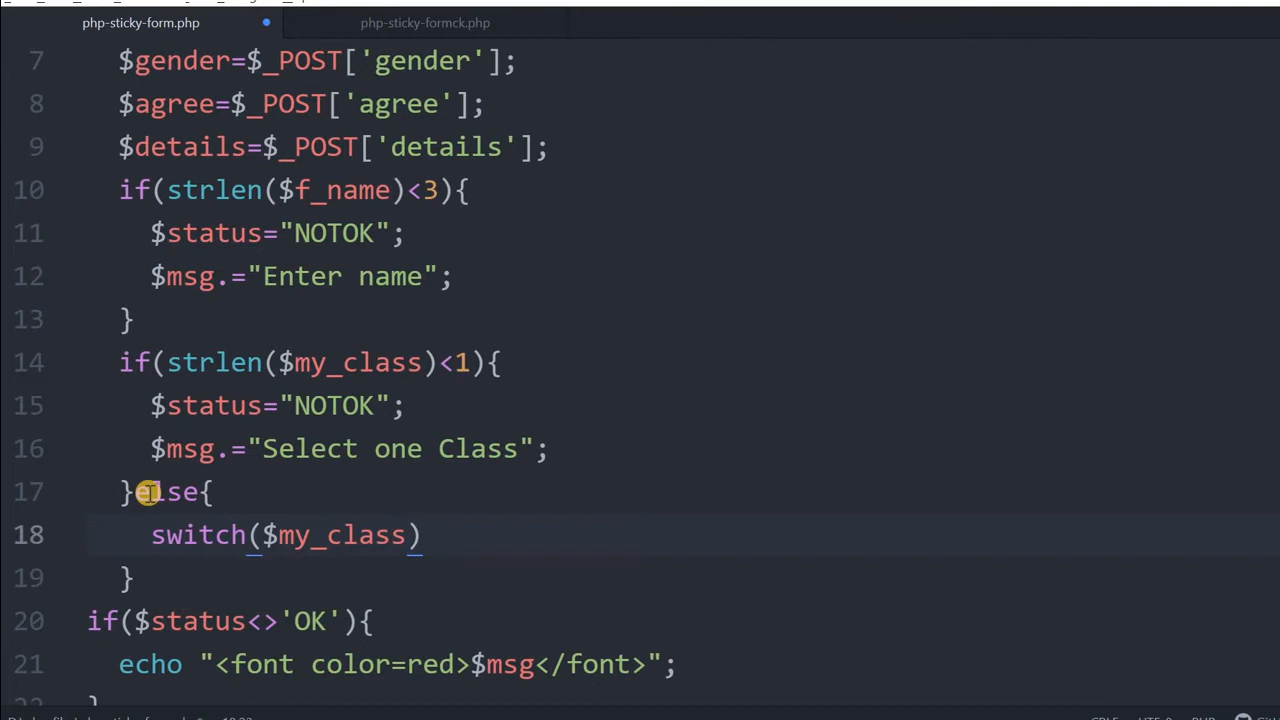 php-sticky-form.php php-sticky-formck.php
7 $gender=$_POST['gender'];
8 $agree=$_POST['agree'];
9 $details=$_POST['details'];
10 if(strlen($f_name)<3){
11 $status="NOTOK";
12 $msg.="Enter name";
13 }
14 if(strlen($my_class)<1){
15 $status="NOTOK";
16 $msg.="Select one Class";
17 }else{
18 switch($my_class)
19 }
20 if($status<>'OK'){
21 echo "<font color=red>$msg</font>";